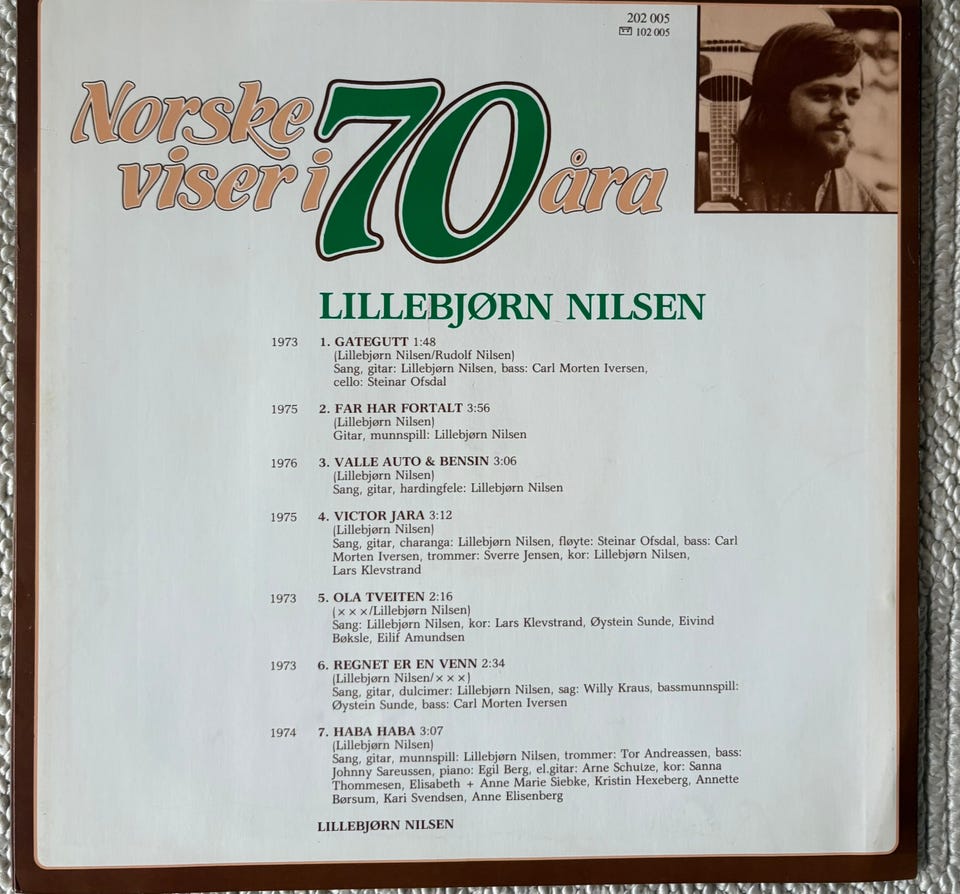 202 005
102 005
Norske
viser i 70 åra
LILLEBJØRN NILSEN
1973 1. GATEGUTT 1:48
(Lillebjørn Nilsen/Rudolf Nilsen)
Sang, gitar: Lillebjørn Nilsen, bass: Carl Morten Iversen,
cello: Steinar Ofsdal
1975 2. FAR HAR FORTALT 3:56
(Lillebjørn Nilsen)
Gitar, munnspill: Lillebjørn Nilsen
1976 3. VALLE AUTO & BENSIN 3:06
(Lillebjørn Nilsen)
Sang, gitar, hardingfele: Lillebjørn Nilsen
1975 4. VICTOR JARA 3:12
(Lillebjørn Nilsen)
Sang, gitar, charanga: Lillebjørn Nilsen, fløyte: Steinar Ofsdal, bass: Carl
Morten Iversen, trommer: Sverre Jensen, kor: Lillebjørn Nilsen,
Lars Klevstrand
1973 5. OLA TVEITEN 2:16
(×××/Lillebjørn Nilsen)
Sang: Lillebjørn Nilsen, kor: Lars Klevstrand, Øystein Sunde, Eivind
Bøksle, Eilif Amundsen
1973 6. REGNET ER EN VENN 2:34
(Lillebjørn Nilsen/×××)
Sang, gitar, dulcimer: Lillebjørn Nilsen, sag: Willy Kraus, bassmunnspill:
Øystein Sunde, bass: Carl Morten Iversen
1974 7. HABA HABA 3:07
(Lillebjørn Nilsen)
Sang, gitar, munnspill: Lillebjørn Nilsen, trommer: Tor Andreassen, bass:
Johnny Sareussen, piano: Egil Berg, el.gitar: Arne Schutze, kor: Sanna
Thommesen, Elisabeth + Anne Marie Siebke, Kristin Hexeberg, Annette
Børsum, Kari Svendsen, Anne Elisenberg
LILLEBJØRN NILSEN